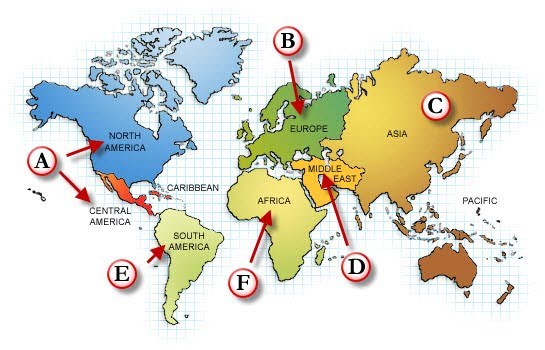 B
C
NORTH
AMERICA
EUROPE
ASIA
A
MIDDLE
EAST
CARIBBEAN
AFRICA
PACIFIC
CENTRAL
AMERICA
SOUTH
AMERICA
E
F
D